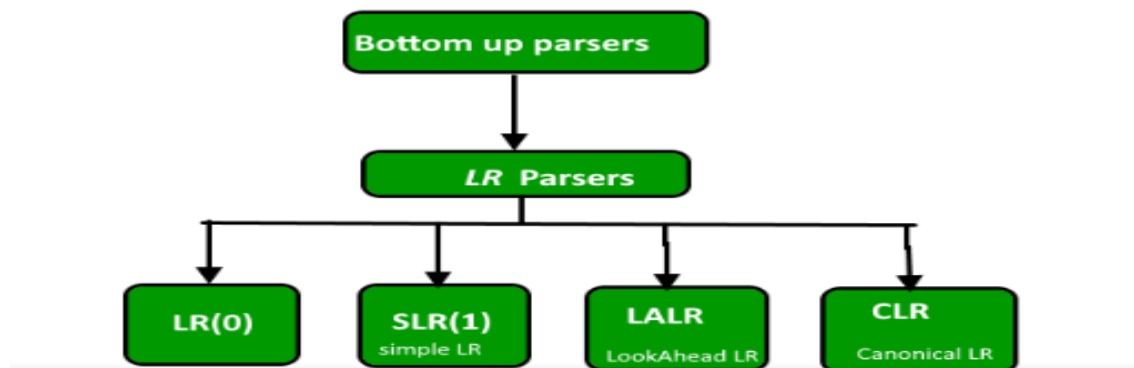 Bottom up parsers
LR Parsers
LR(0)
SLR(1)
simple LR
LALR
LookAhead LR
CLR
Canonical LR